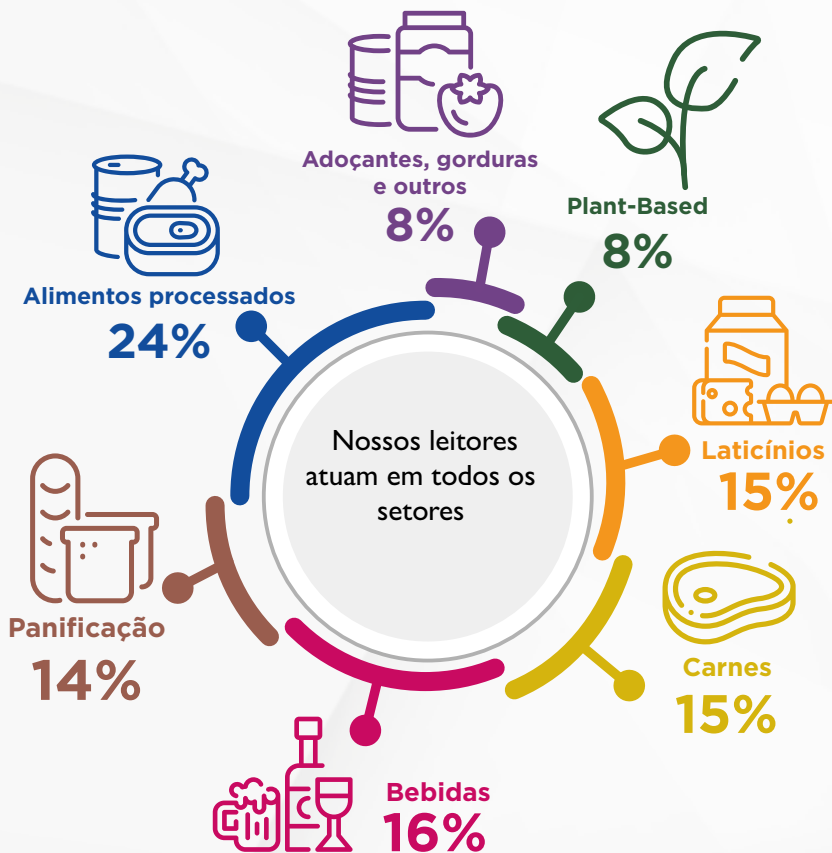 Adoçantes, gorduras
e outros
8%
Plant-Based
8%
Alimentos processados
24%
Laticínios
15%
Nossos leitores
atuam em todos os
setores
Panificação
14%
Carnes
15%
Bebidas
16%